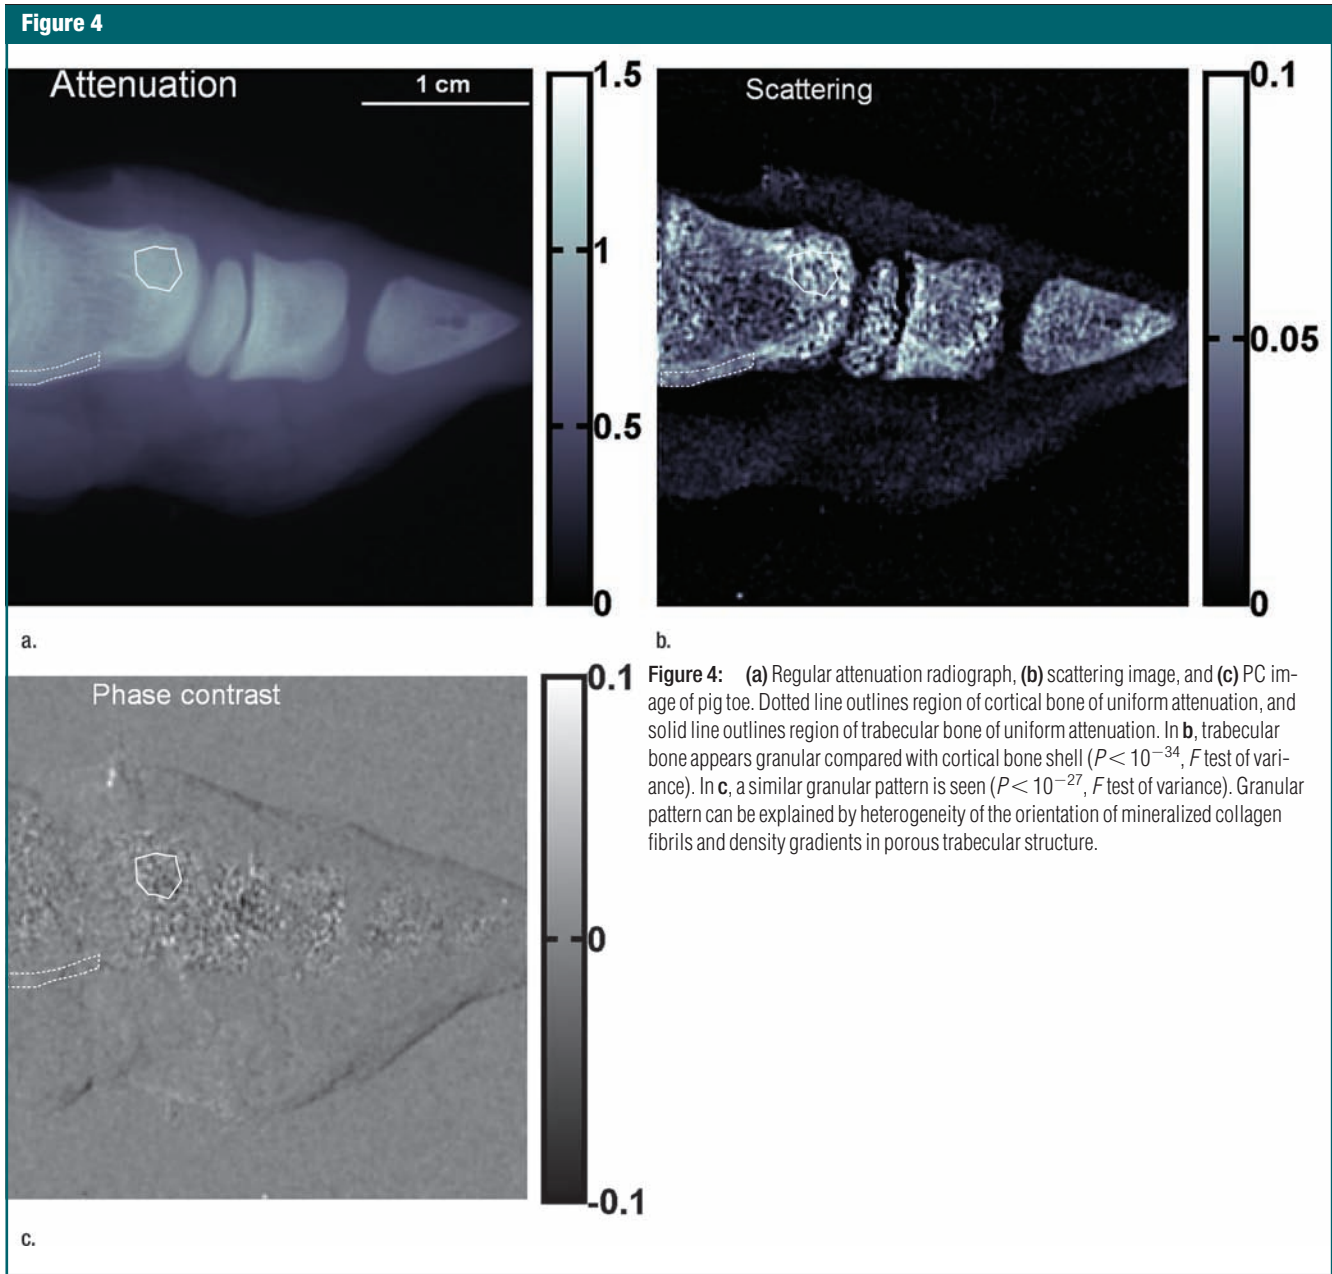 Figure 4
Attenuation
1 cm
1.5
1
0.5
0
a.
Scattering
0.1
0.05
0
b.
Phase contrast
0.1
0
-0.1
c.
Figure 4: (a) Regular attenuation radiograph, (b) scattering image, and (c) PC im-
age of pig toe. Dotted line outlines region of cortical bone of uniform attenuation, and
solid line outlines region of trabecular bone of uniform attenuation. In b, trabecular
bone appears granular compared with cortical bone shell (P < 10−34, F test of vari-
ance). In c, a similar granular pattern is seen (P < 10−27, F test of variance). Granular
pattern can be explained by heterogeneity of the orientation of mineralized collagen
fibrils and density gradients in porous trabecular structure.